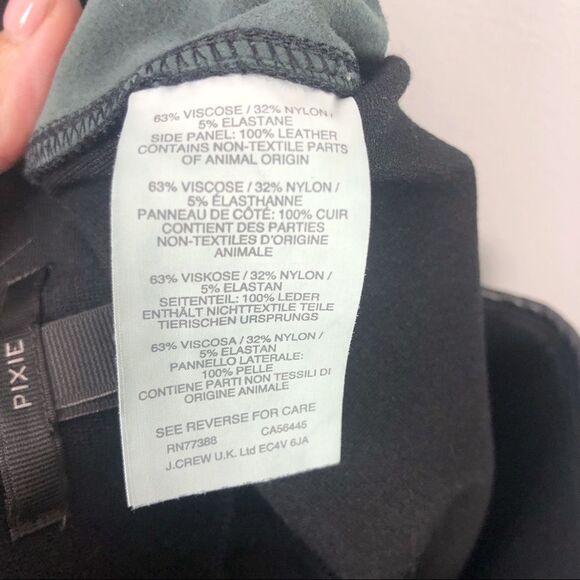 63% VISCOSE / 32% NYLON /
5% ELASTANE
SIDE PANEL: 100% LEATHER
CONTAINS NON-TEXTILE PARTS
OF ANIMAL ORIGIN
63% VISCOSE / 32% NYLON /
5% ÉLASTHANNE
PANNEAU DE CÔTÉ: 100% CUIR
CONTIENT DES PARTIES
NON-TEXTILES D'ORIGINE
ANIMALE
63% VISKOSE / 32% NYLON /
5% ELASTAN
SEITENTEIL: 100% LEDER
ENTHÄLT NICHTTEXTILE TEILE
TIERISCHEN URSPRUNGS
63% VISCOSA / 32% NYLON /
5% ELASTAN
PANNELLO LATERALE:
100% PELLE
CONTIENE PARTI NON TESSILI DI
ORIGINE ANIMALE
SEE REVERSE FOR CARE
RN77388 CA56445
J.CREW U.K. Ltd EC4V 6JA
PIXIE